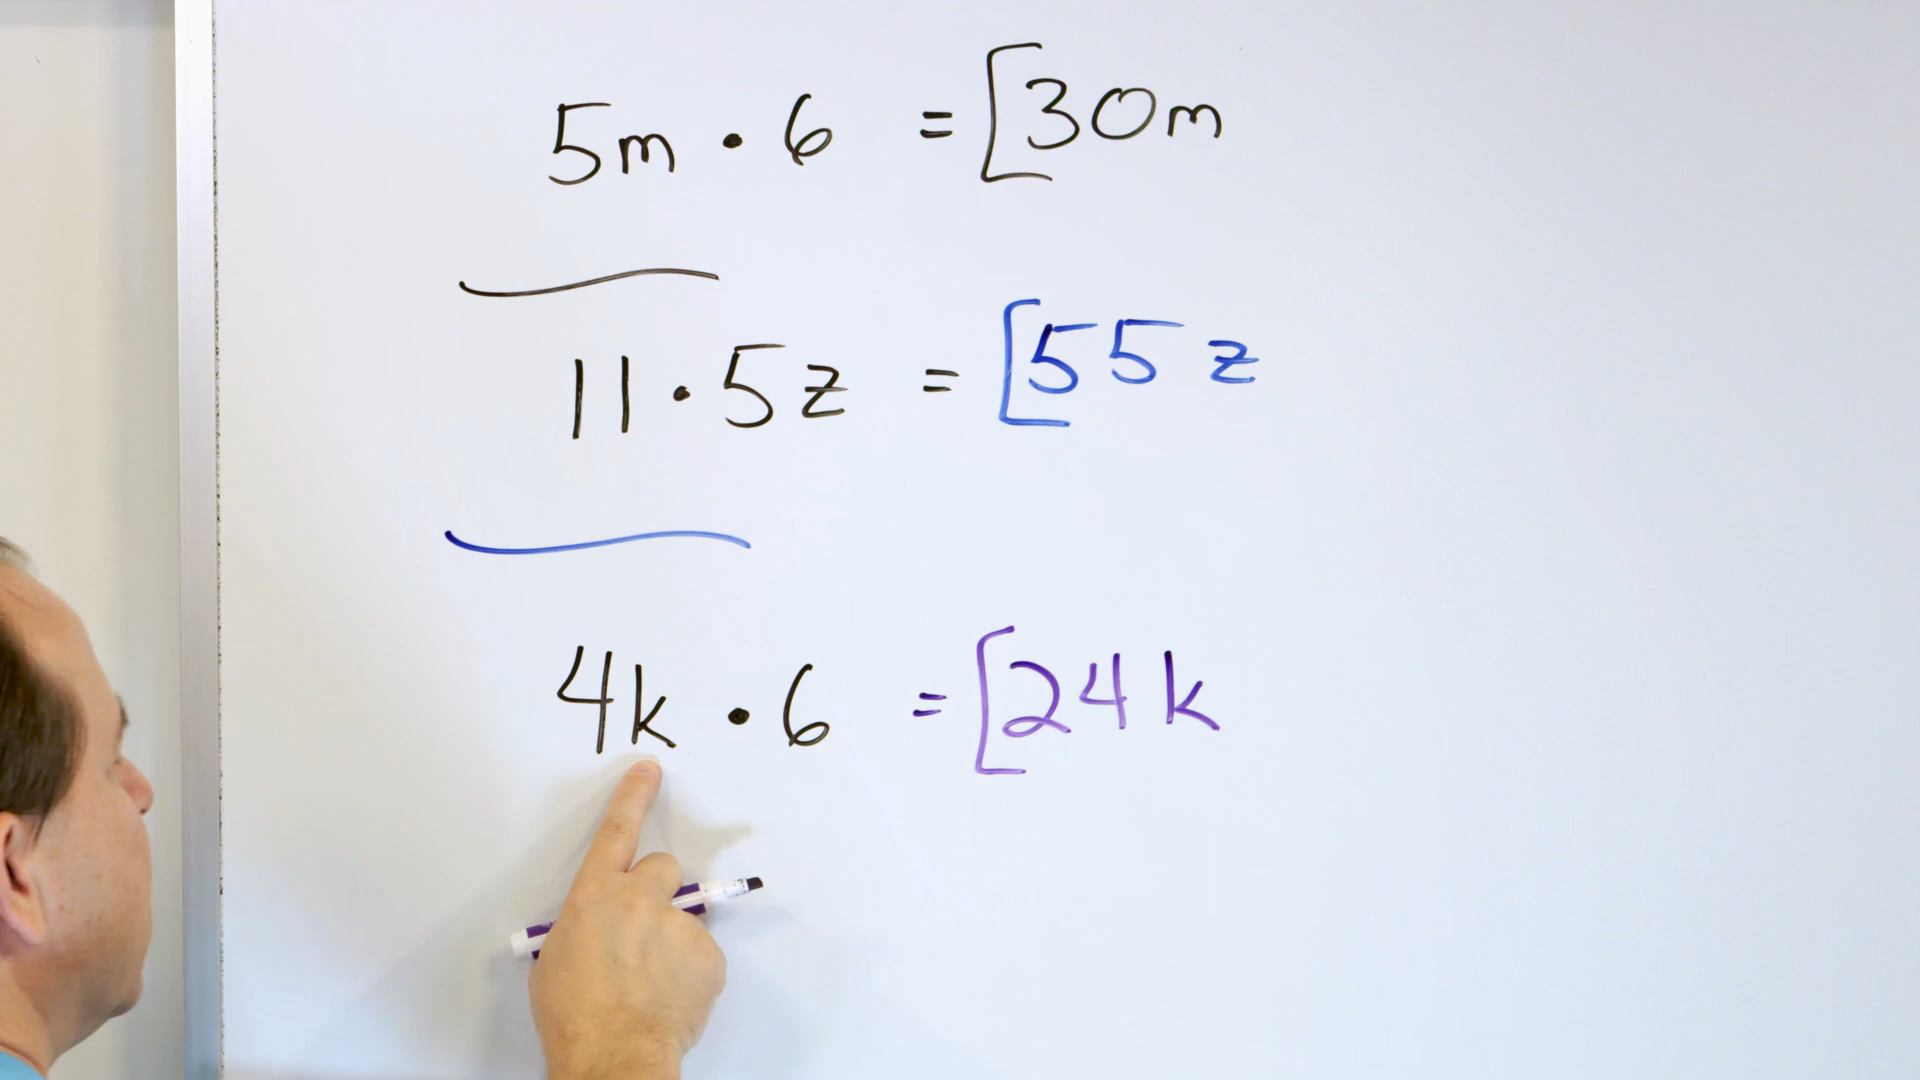 5m • 6 = [30m
11 • 5z = [55z
4k • 6 = [24k